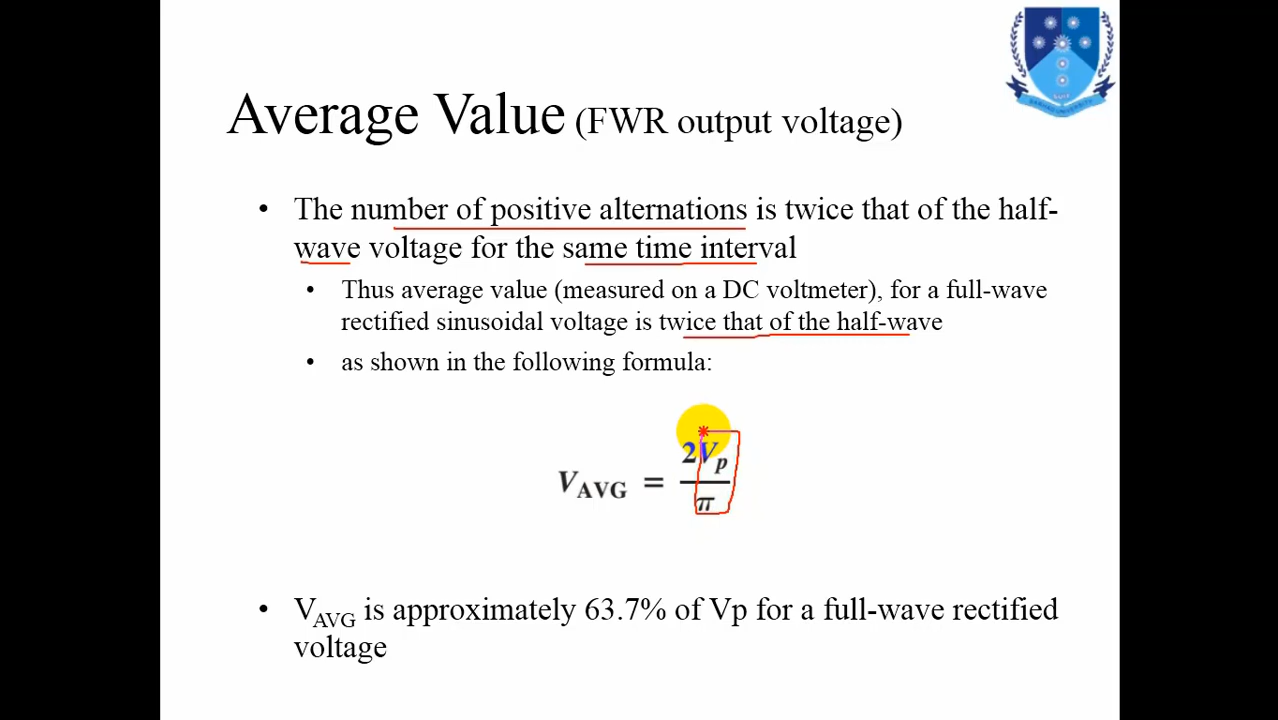 Average Value (FWR output voltage)
• The number of positive alternations is twice that of the half-
wave voltage for the same time interval
• Thus average value (measured on a DC voltmeter), for a full-wave
rectified sinusoidal voltage is twice that of the half-wave
• as shown in the following formula:
V_AVG = 2V_p / π
• V_AVG is approximately 63.7% of Vp for a full-wave rectified
voltage